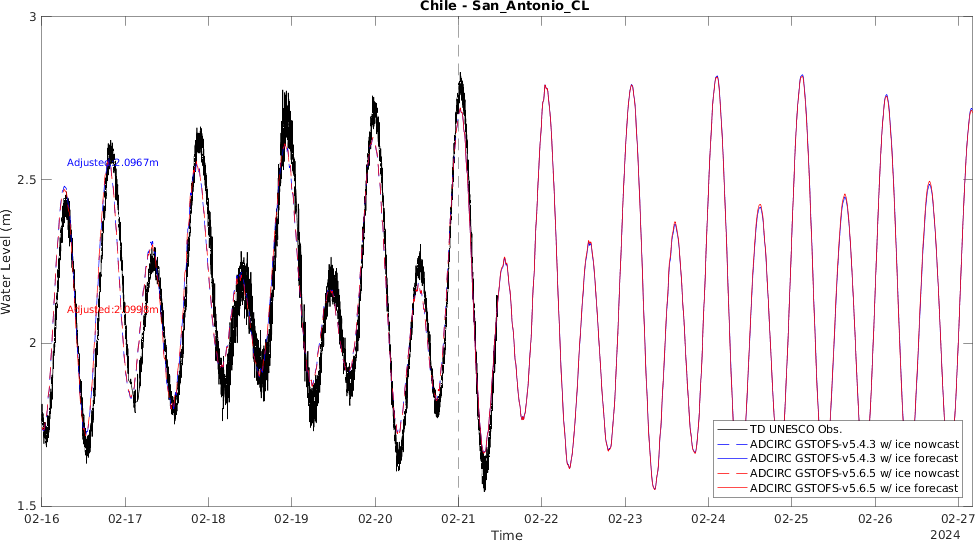 Chile - San_Antonio_CL
Water Level (m)
3
2.5
2
1.5
Adjusted:2.0967m
Adjusted:2.0996m
TD UNESCO Obs.
ADCIRC GSTOFS-v5.4.3 w/ ice nowcast
ADCIRC GSTOFS-v5.4.3 w/ ice forecast
ADCIRC GSTOFS-v5.6.5 w/ ice nowcast
ADCIRC GSTOFS-v5.6.5 w/ ice forecast
02-16 02-17 02-18 02-19 02-20 02-21 02-22 02-23 02-24 02-25 02-26 02-27
Time
2024